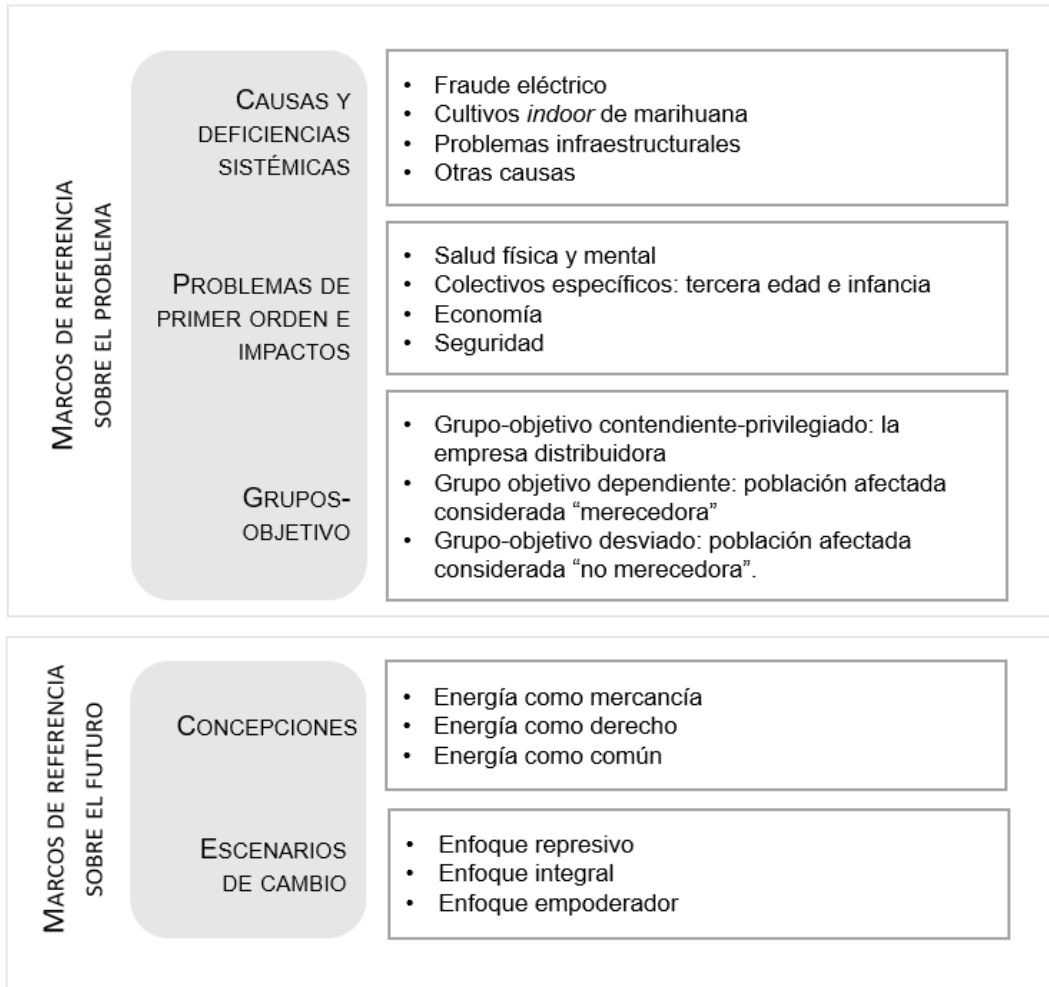 MARCOS DE REFERENCIA
SOBRE EL PROBLEMA
CAUSAS Y
DEFICIENCIAS
SISTÉMICAS
• Fraude eléctrico
• Cultivos indoor de marihuana
• Problemas infraestructurales
• Otras causas
PROBLEMAS DE
PRIMER ORDEN E
IMPACTOS
• Salud física y mental
• Colectivos específicos: tercera edad e infancia
• Economía
• Seguridad
GRUPOS-
OBJETIVO
• Grupo-objetivo contendiente-privilegiado: la
empresa distribuidora
• Grupo objetivo dependiente: población afectada
considerada “merecedora”
• Grupo-objetivo desviado: población afectada
considerada “no merecedora”.
MARCOS DE REFERENCIA
SOBRE EL FUTURO
CONCEPCIONES
• Energía como mercancía
• Energía como derecho
• Energía como común
ESCENARIOS
DE CAMBIO
• Enfoque represivo
• Enfoque integral
• Enfoque empoderador